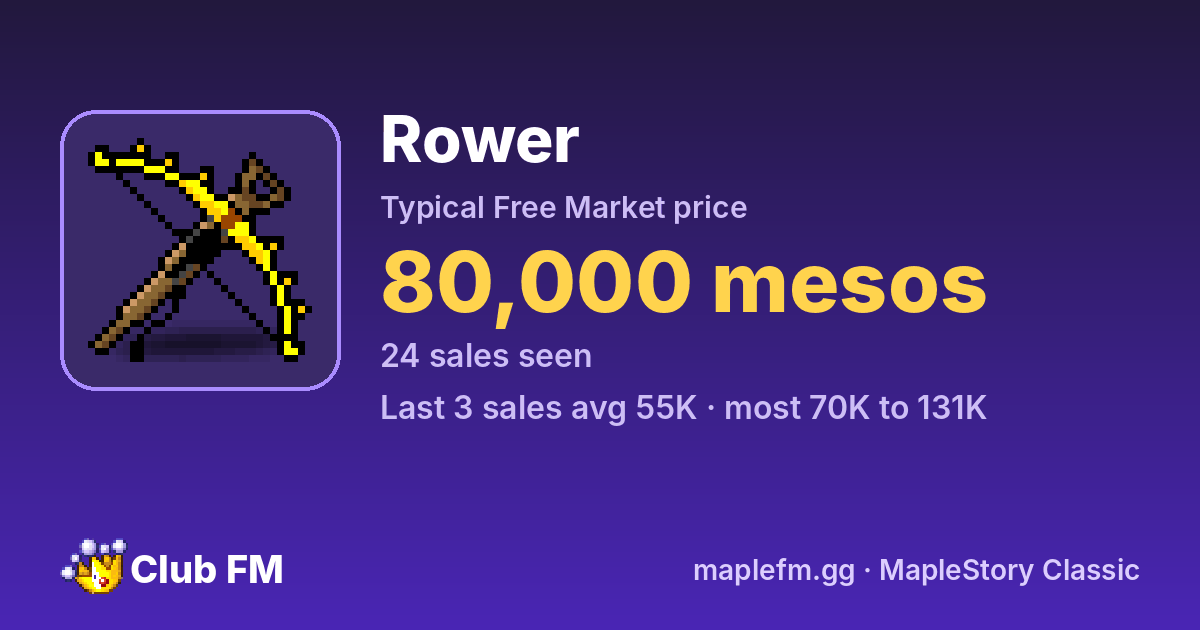 Rower
Typical Free Market price
80,000 mesos
24 sales seen
Last 3 sales avg 55K · most 70K to 131K
Club FM
maplefm.gg · MapleStory Classic